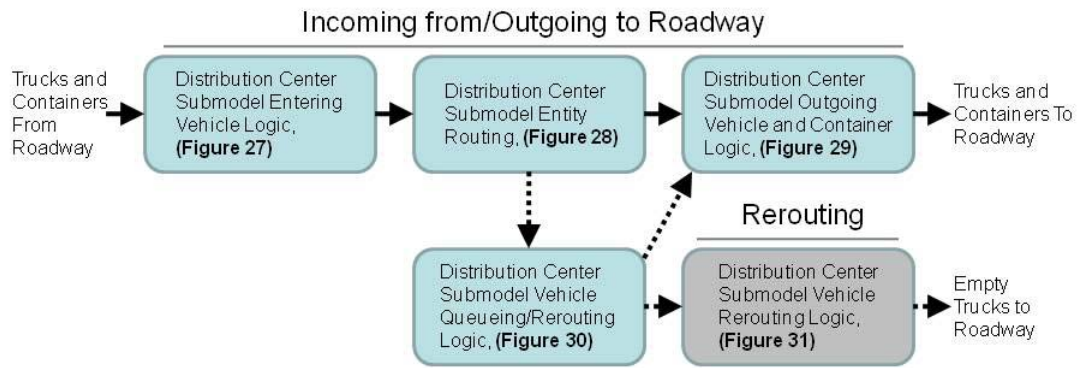 Incoming from/Outgoing to Roadway
Trucks and
Containers
From
Roadway
Distribution Center
Submodel Entering
Vehicle Logic,
(Figure 27)
Distribution Center
Submodel Entity
Routing, (Figure 28)
Distribution Center
Submodel Outgoing
Vehicle and Container
Logic, (Figure 29)
Trucks and
Containers To
Roadway
Rerouting
Distribution Center
Submodel Vehicle
Queueing/Rerouting
Logic, (Figure 30)
Distribution Center
Submodel Vehicle
Rerouting Logic,
(Figure 31)
Empty
Trucks to
Roadway